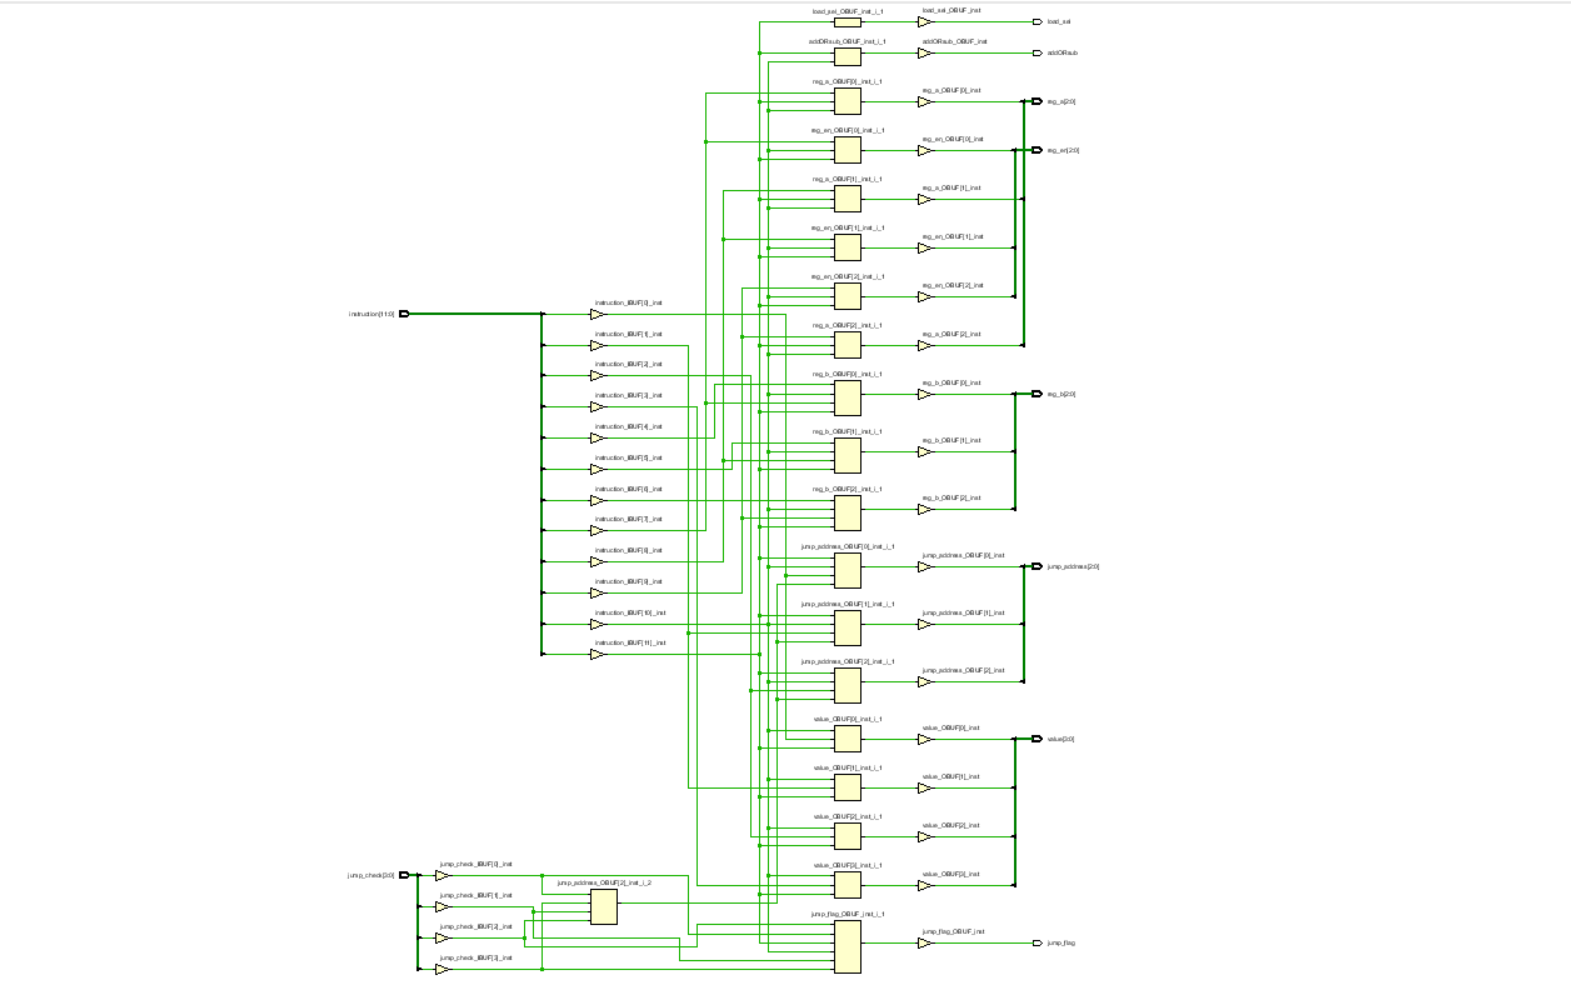 load_sel_OBUF_inst_i_1
load_sel_OBUF_inst
load_sel
addORsub_OBUF_inst_i_1
addORsub_OBUF_inst
addORsub
reg_a_OBUF[0]_inst_i_1
reg_a_OBUF[0]_inst
reg_a[2:0]
reg_en_OBUF[0]_inst_i_1
reg_en_OBUF[0]_inst
reg_en[2:0]
reg_a_OBUF[1]_inst_i_1
reg_a_OBUF[1]_inst
reg_en_OBUF[1]_inst_i_1
reg_en_OBUF[1]_inst
reg_en_OBUF[2]_inst_i_1
reg_en_OBUF[2]_inst
instruction[11:0]
instruction_IBUF[0]_inst
reg_a_OBUF[2]_inst_i_1
reg_a_OBUF[2]_inst
instruction_IBUF[1]_inst
instruction_IBUF[2]_inst
reg_b_OBUF[0]_inst_i_1
reg_b_OBUF[0]_inst
reg_b[2:0]
instruction_IBUF[3]_inst
instruction_IBUF[4]_inst
reg_b_OBUF[1]_inst_i_1
reg_b_OBUF[1]_inst
instruction_IBUF[5]_inst
instruction_IBUF[6]_inst
reg_b_OBUF[2]_inst_i_1
reg_b_OBUF[2]_inst
instruction_IBUF[7]_inst
instruction_IBUF[8]_inst
jump_address_OBUF[0]_inst_i_1
jump_address_OBUF[0]_inst
jump_address[2:0]
instruction_IBUF[9]_inst
instruction_IBUF[10]_inst
jump_address_OBUF[1]_inst_i_1
jump_address_OBUF[1]_inst
instruction_IBUF[11]_inst
jump_address_OBUF[2]_inst_i_1
jump_address_OBUF[2]_inst
value_OBUF[0]_inst_i_1
value_OBUF[0]_inst
value[3:0]
value_OBUF[1]_inst_i_1
value_OBUF[1]_inst
value_OBUF[2]_inst_i_1
value_OBUF[2]_inst
jump_check[3:0]
jump_check_IBUF[0]_inst
value_OBUF[3]_inst_i_1
value_OBUF[3]_inst
jump_address_OBUF[2]_inst_i_2
jump_check_IBUF[1]_inst
jump_flag_OBUF_inst_i_1
jump_check_IBUF[2]_inst
jump_flag_OBUF_inst
jump_flag
jump_check_IBUF[3]_inst